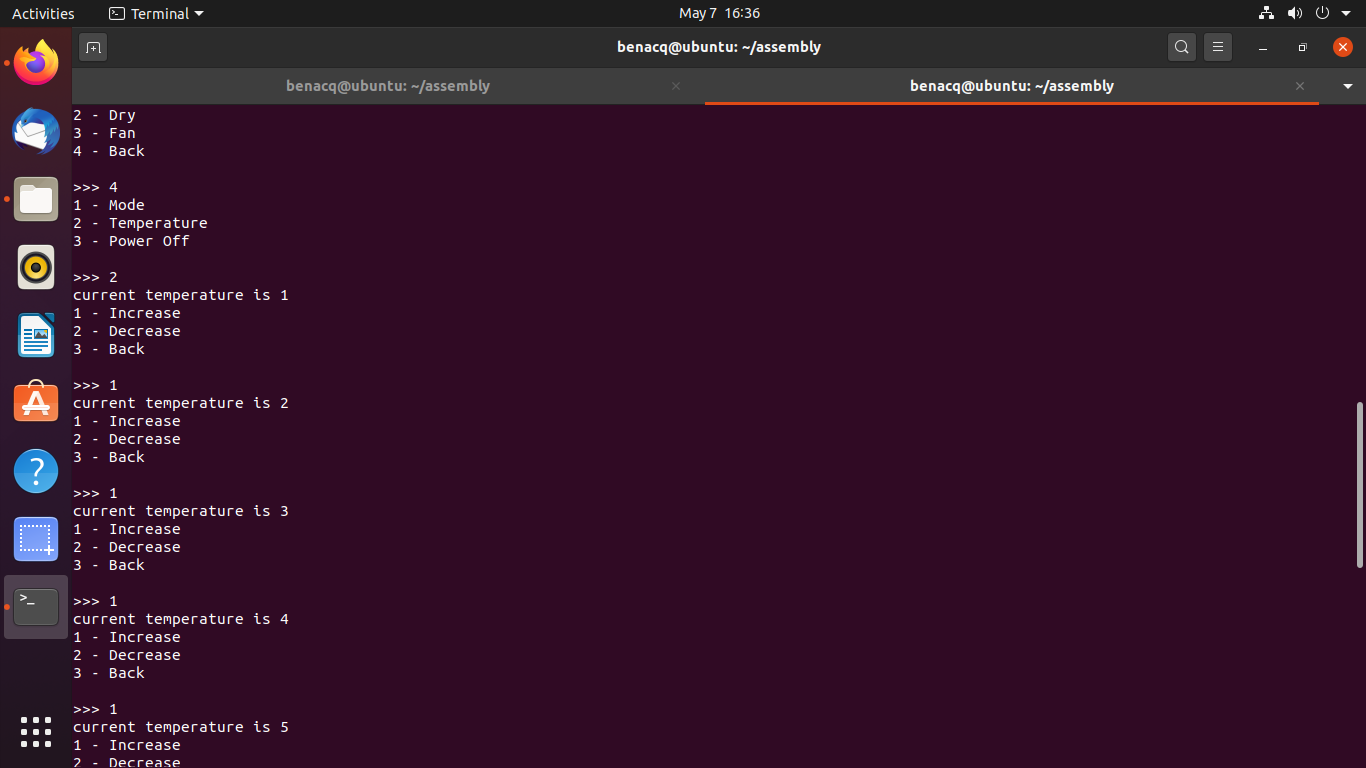 Activities
Terminal
May 7 16:36
benacq@ubuntu: ~/assembly
benacq@ubuntu: ~/assembly
benacq@ubuntu: ~/assembly
2 - Dry
3 - Fan
4 - Back
>>> 4
1 - Mode
2 - Temperature
3 - Power Off
>>> 2
current temperature is 1
1 - Increase
2 - Decrease
3 - Back
>>> 1
current temperature is 2
1 - Increase
2 - Decrease
3 - Back
>>> 1
current temperature is 3
1 - Increase
2 - Decrease
3 - Back
>>> 1
current temperature is 4
1 - Increase
2 - Decrease
3 - Back
>>> 1
current temperature is 5
1 - Increase
2 - Decrease